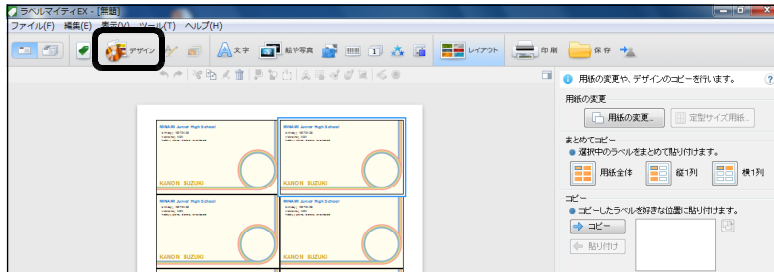 ラベルマイティEX - [無題]
ファイル(F) 編集(E) 表示(V) ツール(T) ヘルプ(H)
デザイン 文字 絵や写真 レイアウト 印刷 保存
用紙の変更や、デザインのコピーを行います。
用紙の変更
用紙の変更... 定型サイズ用紙...
まとめてコピー
選択中のラベルをまとめて貼り付けます。
用紙全体 縦1列 横1列
コピー
コピーしたラベルを好きな位置に貼り付けます。
コピー
貼り付け
MINAMI Junior High School
KANON SUZUKI
MINAMI Junior High School
KANON SUZUKI
MINAMI Junior High School
KANON SUZUKI
MINAMI Junior High School
KANON SUZUKI